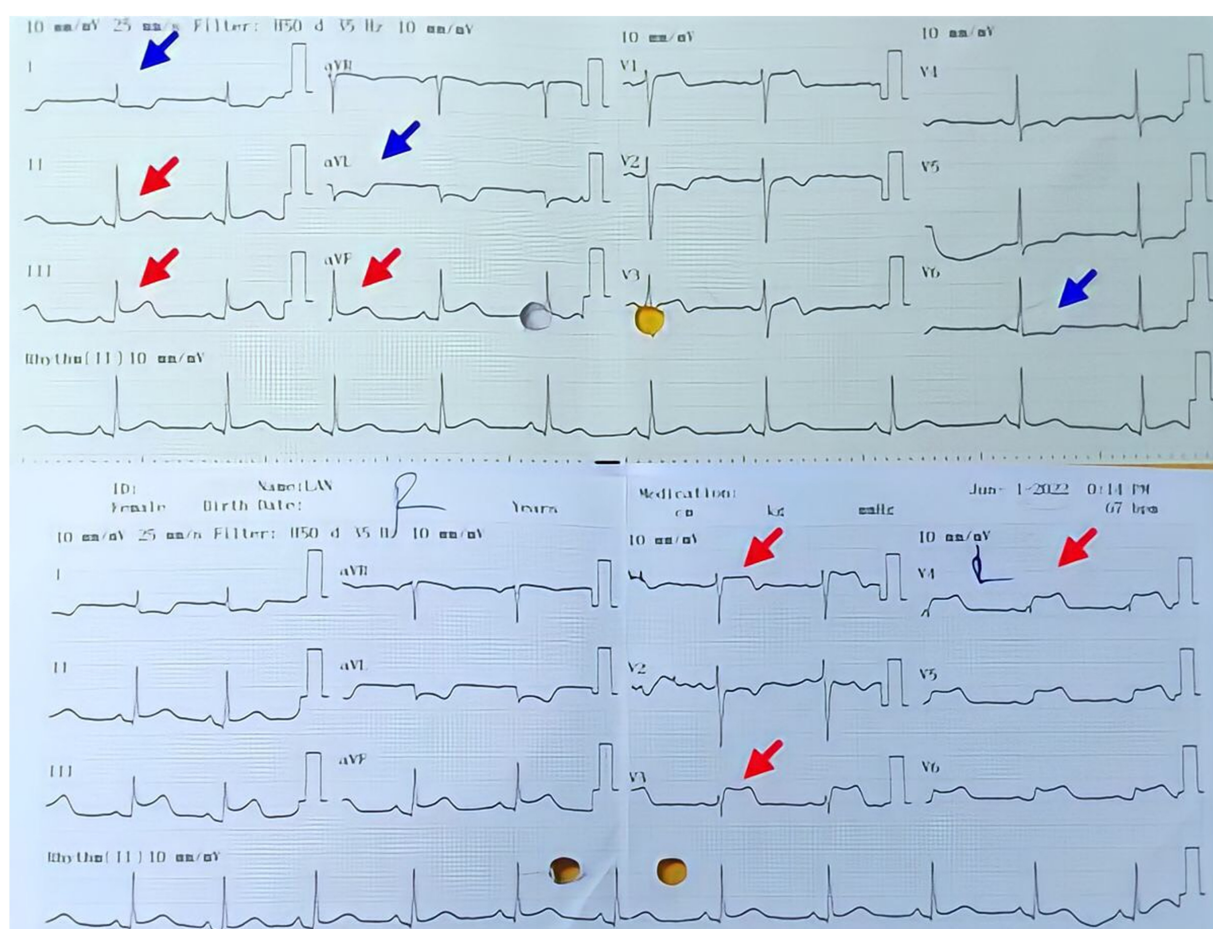 10 mm/mV 25 mm/s Filter: H50 d 35 Hz 10 mm/mV
10 mm/mV
10 mm/mV
I
aVR
V1
V4
II
aVL
V2
V5
III
aVF
V3
V6
Rhythm(II)10 mm/mV
ID:
Name:LAN
Female
Birth Date:
Years
Medication:
cm
kg
mmHg
Jun- 1-2022 0:14 PM
67 bpm
10 mm/mV 25 mm/s Filter: H50 d 35 Hz 10 mm/mV
10 mm/mV
10 mm/mV
I
aVR
V4
II
aVL
V2
V5
III
aVF
V3
V6
Rhythm(II)10 mm/mV